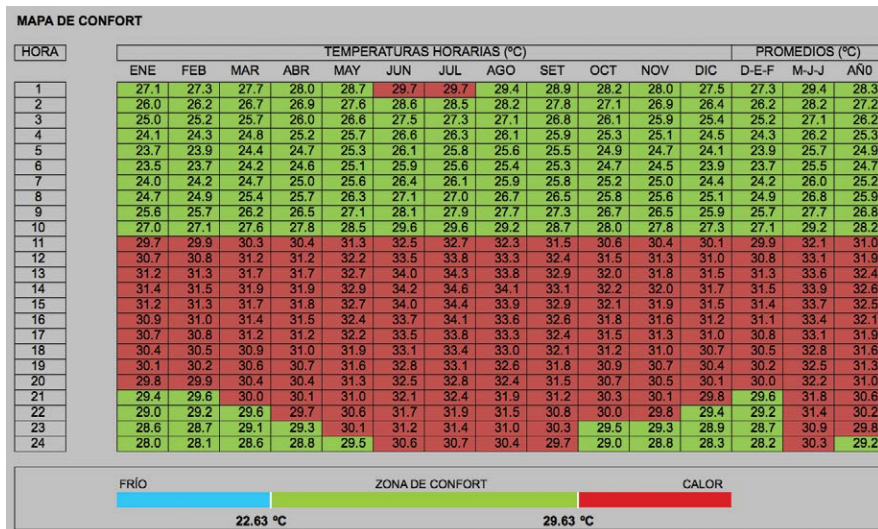 MAPA DE CONFORT
HORA TEMPERATURAS HORARIAS (ºC) PROMEDIOS (ºC)
ENE FEB MAR ABR MAY JUN JUL AGO SET OCT NOV DIC D-E-F M-J-J AÑ0
1 27.1 27.3 27.7 28.0 28.7 29.7 29.7 29.4 28.9 28.2 28.0 27.5 27.3 29.4 28.3
2 26.0 26.2 26.7 26.9 27.6 28.6 28.5 28.2 27.8 27.1 26.9 26.4 26.2 28.2 27.2
3 25.0 25.2 25.7 26.0 26.6 27.5 27.3 27.1 26.8 26.1 25.9 25.4 25.2 27.1 26.2
4 24.1 24.3 24.8 25.2 25.7 26.6 26.3 26.1 25.9 25.3 25.1 24.5 24.3 26.2 25.3
5 23.7 23.9 24.4 24.7 25.3 26.1 25.8 25.6 25.5 24.9 24.7 24.1 23.9 25.7 24.9
6 23.5 23.7 24.2 24.6 25.1 25.9 25.6 25.4 25.3 24.7 24.5 23.9 23.7 25.5 24.7
7 24.0 24.2 24.7 25.0 25.6 26.4 26.1 25.9 25.8 25.2 25.0 24.4 24.2 26.0 25.2
8 24.7 24.9 25.4 25.7 26.3 27.1 27.0 26.7 26.5 25.8 25.6 25.1 24.9 26.8 25.9
9 25.6 25.7 26.2 26.5 27.1 28.1 27.9 27.7 27.3 26.7 26.5 25.9 25.7 27.7 26.8
10 27.0 27.1 27.6 27.8 28.5 29.6 29.6 29.2 28.7 28.0 27.8 27.3 27.1 29.2 28.2
11 29.7 29.9 30.3 30.4 31.3 32.5 32.7 32.3 31.5 30.6 30.4 30.1 29.9 32.1 31.0
12 30.7 30.8 31.2 31.2 32.2 33.5 33.8 33.3 32.4 31.5 31.3 31.0 30.8 33.1 31.9
13 31.2 31.3 31.7 31.7 32.7 34.0 34.3 33.8 32.9 32.0 31.8 31.5 31.3 33.6 32.4
14 31.4 31.5 31.9 31.9 32.9 34.2 34.6 34.1 33.1 32.2 32.0 31.7 31.5 33.9 32.6
15 31.2 31.3 31.7 31.8 32.7 34.0 34.4 33.9 32.9 32.1 31.9 31.5 31.4 33.7 32.5
16 30.9 31.0 31.4 31.5 32.4 33.7 34.1 33.6 32.6 31.8 31.6 31.2 31.1 33.4 32.1
17 30.7 30.8 31.2 31.2 32.2 33.5 33.8 33.3 32.4 31.5 31.3 31.0 30.8 33.1 31.9
18 30.4 30.5 30.9 31.0 31.9 33.1 33.4 33.0 32.1 31.2 31.0 30.7 30.5 32.8 31.6
19 30.1 30.2 30.6 30.7 31.6 32.8 33.1 32.6 31.8 30.9 30.7 30.4 30.2 32.5 31.3
20 29.8 29.9 30.4 30.4 31.3 32.5 32.8 32.4 31.5 30.7 30.5 30.1 30.0 32.2 31.0
21 29.4 29.6 30.0 30.1 31.0 32.1 32.4 31.9 31.2 30.3 30.1 29.8 29.6 31.8 30.6
22 29.0 29.2 29.6 29.7 30.6 31.7 31.9 31.5 30.8 30.0 29.8 29.4 29.2 31.4 30.2
23 28.6 28.7 29.1 29.3 30.1 31.2 31.4 31.0 30.3 29.5 29.3 28.9 28.7 30.9 29.8
24 28.0 28.1 28.6 28.8 29.5 30.6 30.7 30.4 29.7 29.0 28.8 28.3 28.2 30.3 29.2
FRÍO ZONA DE CONFORT CALOR
22.63 ºC 29.63 ºC